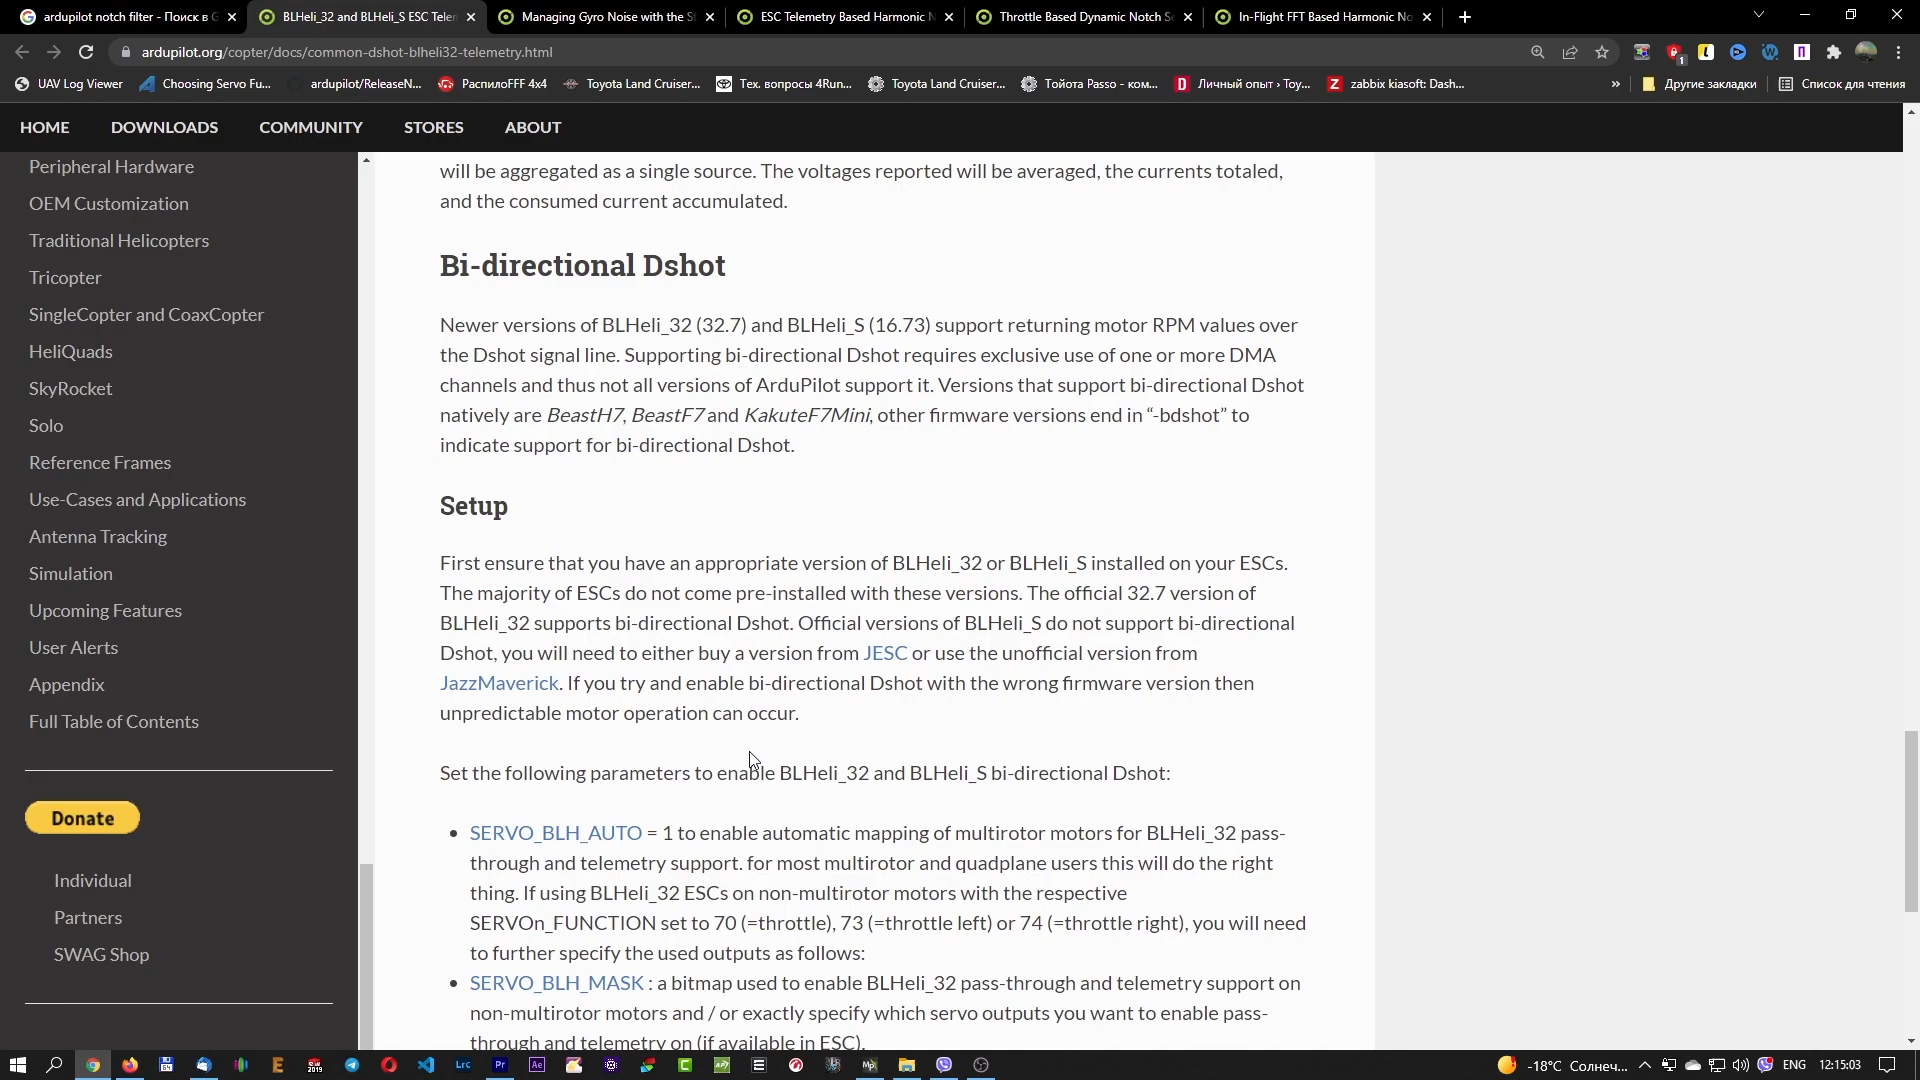 ardupilot notch filter - Поиск в G
BLHeli_32 and BLHeli_S ESC Telen
Managing Gyro Noise with the St
ESC Telemetry Based Harmonic N
Throttle Based Dynamic Notch Se
In-Flight FFT Based Harmonic No
ardupilot.org/copter/docs/common-dshot-blheli32-telemetry.html
UAV Log Viewer
Choosing Servo Fu...
ardupilot/ReleaseN...
РаспилоFFF 4x4
Toyota Land Cruiser...
Тех. вопросы 4Run...
Toyota Land Cruiser...
Тойота Passo - ком...
Личный опыт › Toy...
zabbix kiasoft: Dash...
»
Другие закладки
Список для чтения
HOME
DOWNLOADS
COMMUNITY
STORES
ABOUT
Peripheral Hardware
OEM Customization
Traditional Helicopters
Tricopter
SingleCopter and CoaxCopter
HeliQuads
SkyRocket
Solo
Reference Frames
Use-Cases and Applications
Antenna Tracking
Simulation
Upcoming Features
User Alerts
Appendix
Full Table of Contents
Donate
Individual
Partners
SWAG Shop
will be aggregated as a single source. The voltages reported will be averaged, the currents totaled,
and the consumed current accumulated.
Bi-directional Dshot
Newer versions of BLHeli_32 (32.7) and BLHeli_S (16.73) support returning motor RPM values over
the Dshot signal line. Supporting bi-directional Dshot requires exclusive use of one or more DMA
channels and thus not all versions of ArduPilot support it. Versions that support bi-directional Dshot
natively are BeastH7, BeastF7 and KakuteF7Mini, other firmware versions end in “-bdshot” to
indicate support for bi-directional Dshot.
Setup
First ensure that you have an appropriate version of BLHeli_32 or BLHeli_S installed on your ESCs.
The majority of ESCs do not come pre-installed with these versions. The official 32.7 version of
BLHeli_32 supports bi-directional Dshot. Official versions of BLHeli_S do not support bi-directional
Dshot, you will need to either buy a version from JESC or use the unofficial version from
JazzMaverick. If you try and enable bi-directional Dshot with the wrong firmware version then
unpredictable motor operation can occur.
Set the following parameters to enable BLHeli_32 and BLHeli_S bi-directional Dshot:
• SERVO_BLH_AUTO = 1 to enable automatic mapping of multirotor motors for BLHeli_32 pass-
through and telemetry support. for most multirotor and quadplane users this will do the right
thing. If using BLHeli_32 ESCs on non-multirotor motors with the respective
SERVOn_FUNCTION set to 70 (=throttle), 73 (=throttle left) or 74 (=throttle right), you will need
to further specify the used outputs as follows:
• SERVO_BLH_MASK : a bitmap used to enable BLHeli_32 pass-through and telemetry support on
non-multirotor motors and / or exactly specify which servo outputs you want to enable pass-
through and telemetry on (if available in ESC).
-18°C Солнеч...
ENG
12:15:03